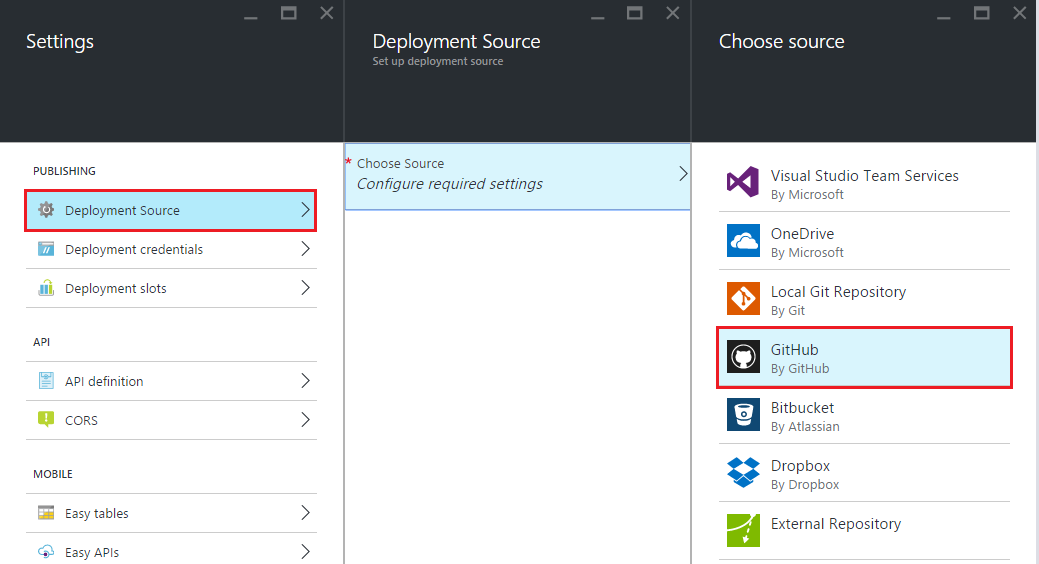 Settings
PUBLISHING
Deployment Source
Deployment credentials
Deployment slots
API
API definition
CORS
MOBILE
Easy tables
Easy APIs
Deployment Source
Set up deployment source
* Choose Source
Configure required settings
Choose source
Visual Studio Team Services
By Microsoft
OneDrive
By Microsoft
Local Git Repository
By Git
GitHub
By GitHub
Bitbucket
By Atlassian
Dropbox
By Dropbox
External Repository